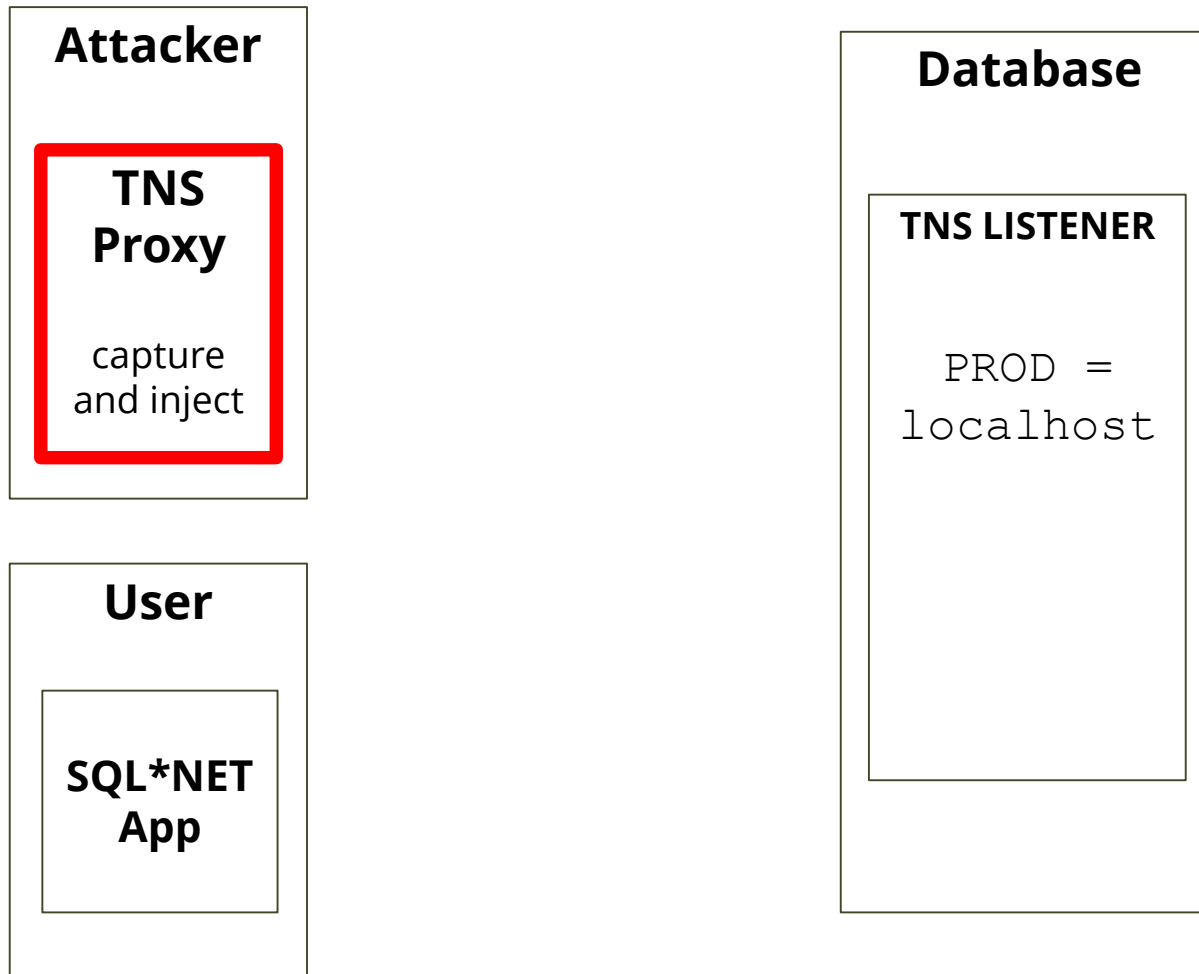 Attacker
TNS
Proxy
capture
and inject
User
SQL*NET
App
Database
TNS LISTENER
PROD =
localhost